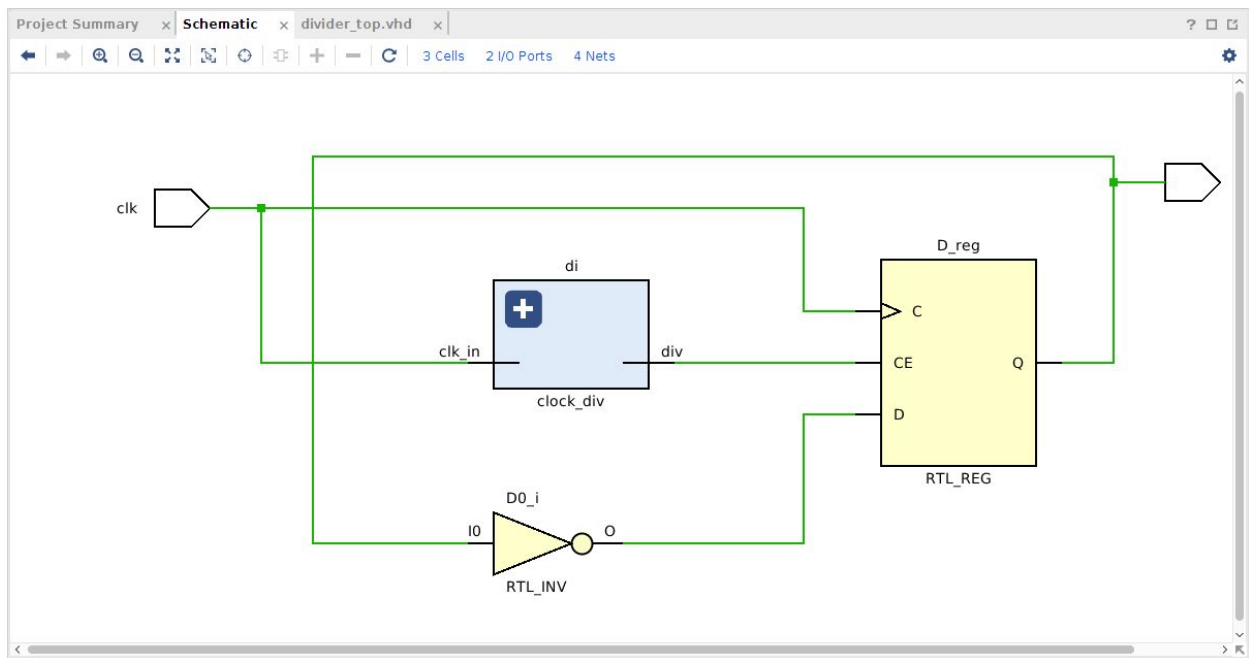 Project Summary × Schematic × divider_top.vhd ×
?
3 Cells 2 I/O Ports 4 Nets
clk
di
clk_in
div
clock_div
D_reg
C
CE
Q
D
RTL_REG
D0_i
I0
O
RTL_INV